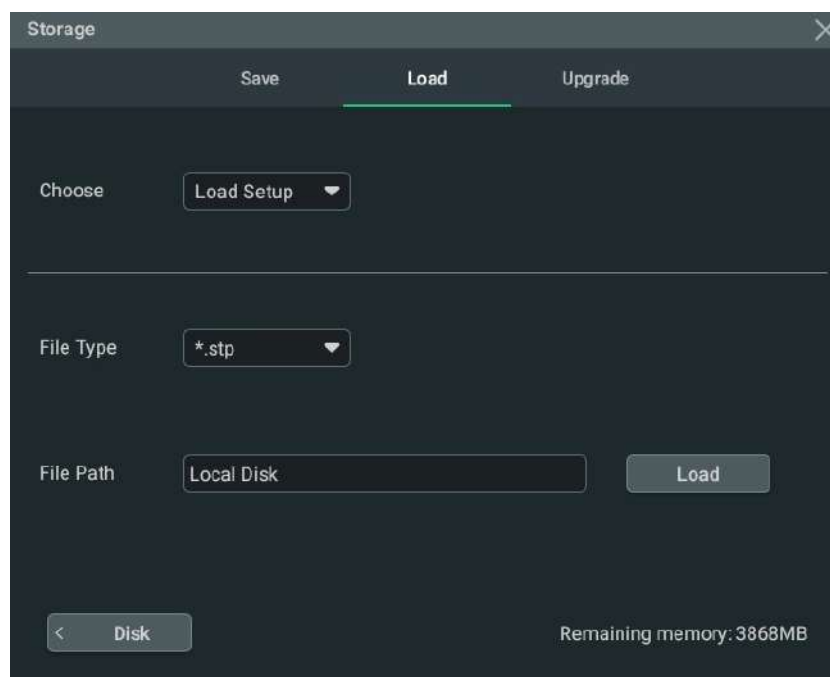 Storage
Save Load Upgrade
Choose Load Setup
File Type *.stp
File Path Local Disk Load
< Disk Remaining memory:3868MB